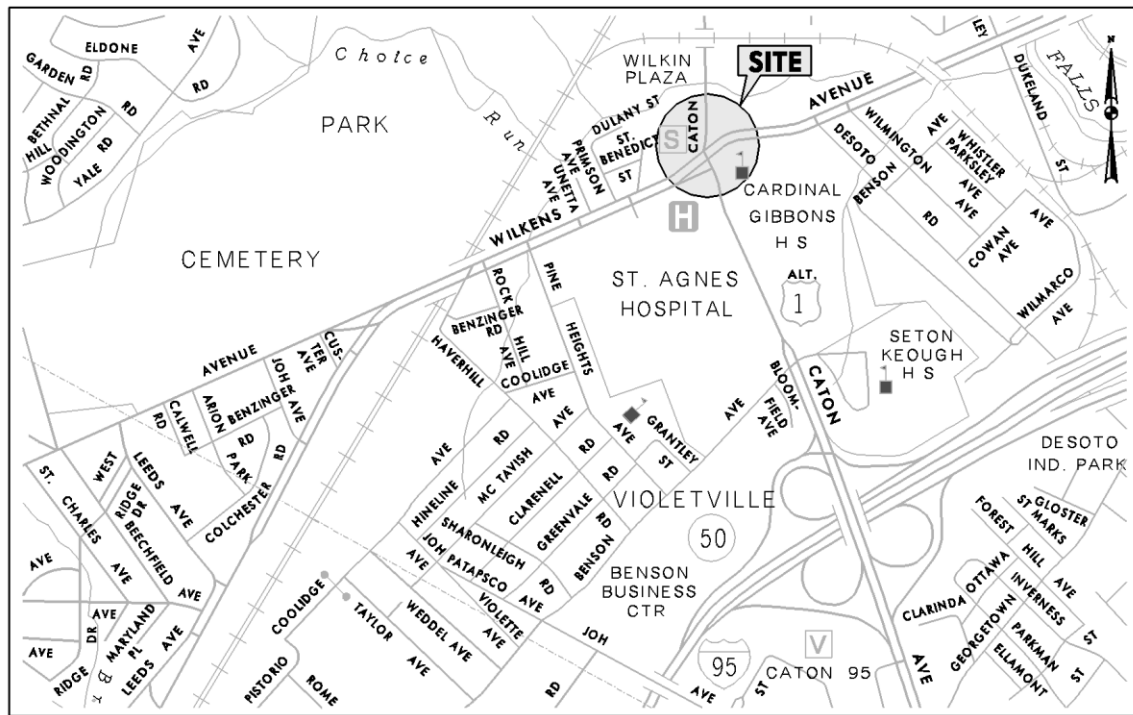 ELDONE
AVE
GARDEN
RD
BETHNAL
RD
HILL
WOODINGTON
RD
YALE
RD
Choice
Run
PARK
CEMETERY
WILKIN
PLAZA
SITE
N
DULANY ST
ST.
BENEDICT
ST
S
CATON
PRIMSON
AVE
UNETTA
AVE
WILKENS
AVENUE
LEY
DUKELAND
ST
FALLS
WILMINGTON
AVE
DESOTO
RD
BENSON
WHISTLER
AVE
PARKSLEY
AVE
COWAN
AVE
AVE
WILMARCO
AVE
H
CARDINAL
GIBBONS
H S
ST. AGNES
HOSPITAL
ALT.
1
SETON
KEOUGH
H S
CATON
AVE
BLOOM-
FIELD
AVE
PINE
HEIGHTS
AVE
ROCK
HILL
AVE
BENZINGER
RD
HAVERHILL
RD
COOLIDGE
AVE
AVE
GRANTLEY
ST
AVE
AVENUE
CUS-
TER
AVE
JOH
AVE
BENZINGER
RD
ARION
PARK
RD
CALWELL
RD
COLCHESTER
RD
WEST
RIDGE
DR
LEEDS
AVE
ST.
CHARLES
AVE
BEECHFIELD
AVE
AVE
AVE
DR
MARYLAND
PL
AVE
RIDGE
LEEDS
AVE
Br
HINELINE
AVE
RD
MC TAVISH
AVE
CLARENELL
RD
GREENVALE
RD
SHARONLEIGH
RD
JOH
AVE
PATAPSCO
AVE
BENSON
RD
VIOLETTE
AVE
WEDDEL AVE
TAYLOR
AVE
COOLIDGE
PISTORIO
ROME
JOH
AVE
RD
ST
VIOLETVILLE
50
BENSON
BUSINESS
CTR
95
V
CATON 95
DESOTO
IND. PARK
GLOSTER
ST MARKS
FOREST
HILL
AVE
OTTAWA
CLARINDA
INVERNESS
ST
GEORGETOWN
PARKMAN
ST
ELLAMONT